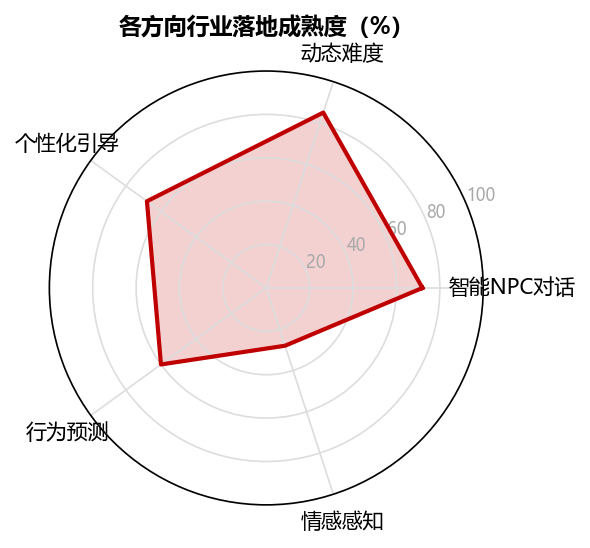 各方向行业落地成熟度（%）
动态难度
个性化引导
100
80
60
40
20
智能NPC对话
行为预测
情感感知